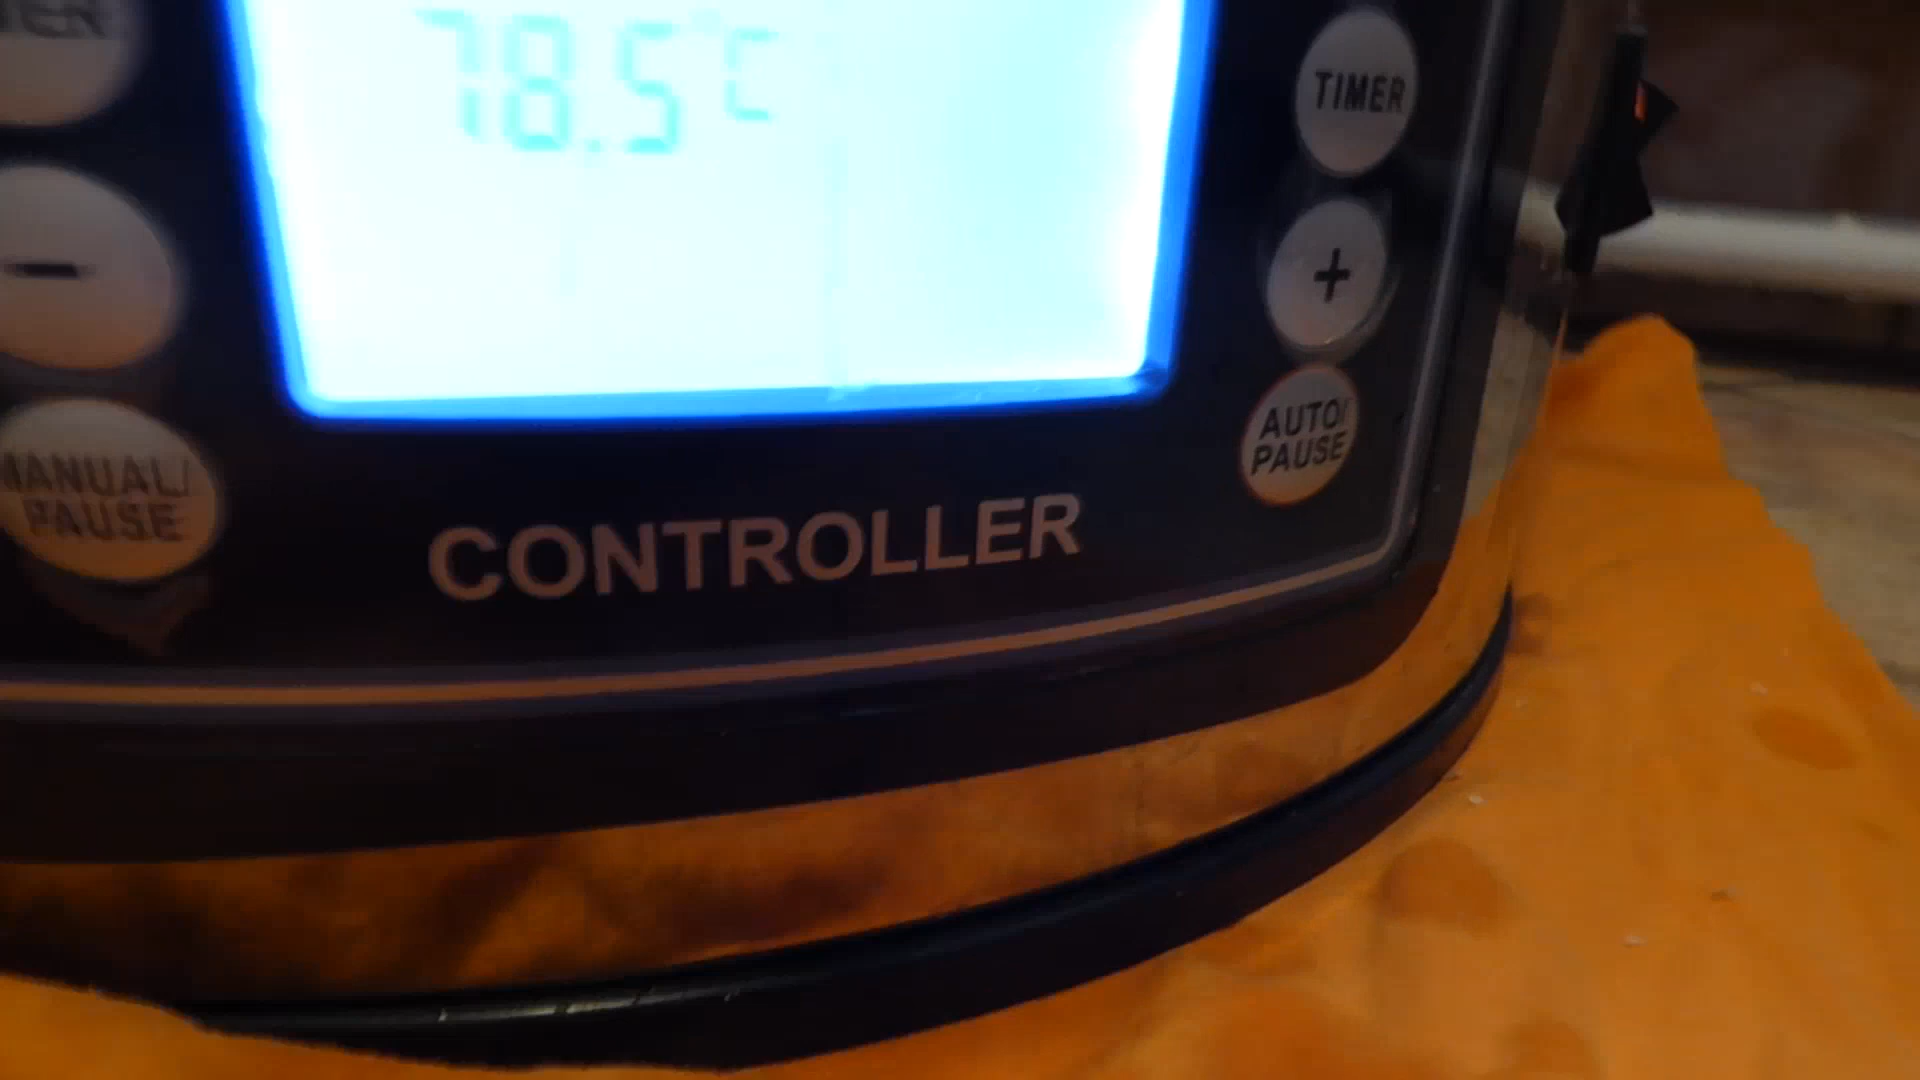 78.5°C
TIMER
+
-
AUTO/
PAUSE
MANUAL/
PAUSE
CONTROLLER